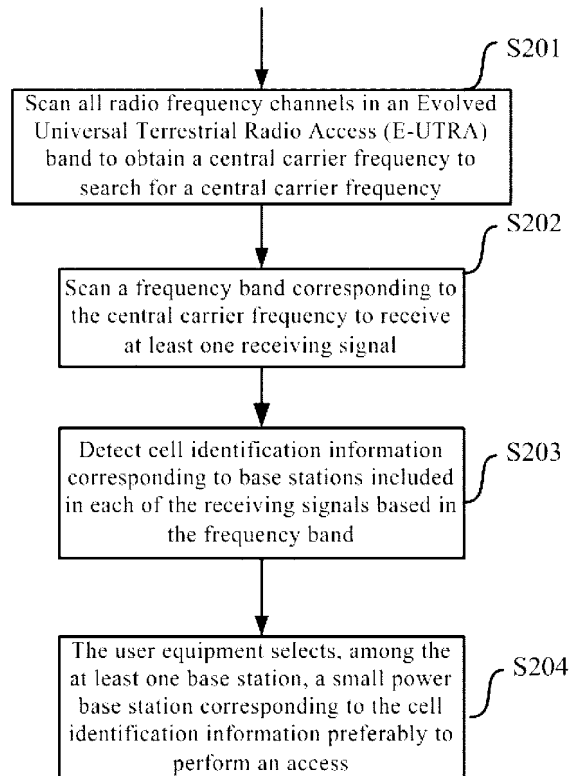 S201
Scan all radio frequency channels in an Evolved
Universal Terrestrial Radio Access (E-UTRA)
band to obtain a central carrier frequency to
search for a central carrier frequency
S202
Scan a frequency band corresponding to
the central carrier frequency to receive
at least one receiving signal
S203
Detect cell identification information
corresponding to base stations included
in each of the receiving signals based in
the frequency band
S204
The user equipment selects, among the
at least one base station, a small power
base station corresponding to the cell
identification information preferably to
perform an access